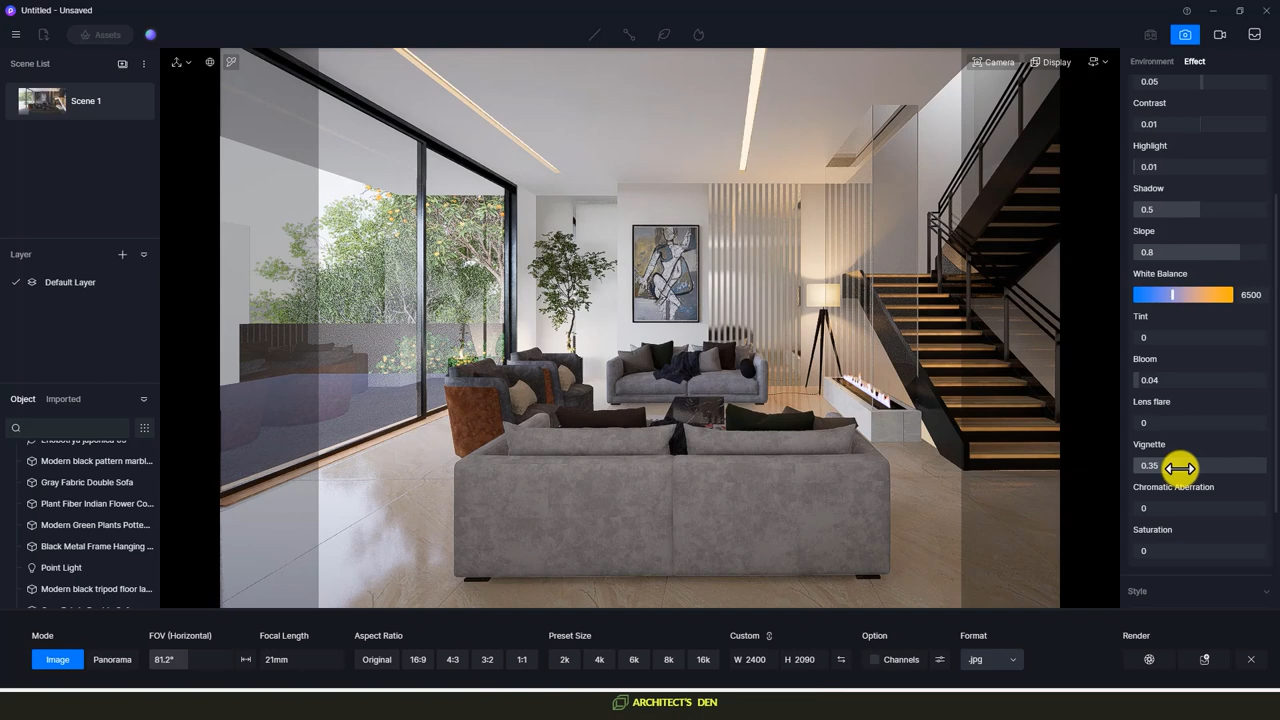 Untitled - Unsaved
Assets
Scene List
Scene 1
Layer
Default Layer
Object Imported
Modern black pattern marbl...
Gray Fabric Double Sofa
Plant Fiber Indian Flower Co...
Modern Green Plants Potte...
Black Metal Frame Hanging ...
Point Light
Modern black tripod floor la...
Camera
Display
Environment Effect
0.05
Contrast
0.01
Highlight
0.01
Shadow
0.5
Slope
0.8
White Balance
6500
Tint
0
Bloom
0.04
Lens flare
0
Vignette
0.35
Chromatic Aberration
0
Saturation
0
Style
Mode FOV (Horizontal) Focal Length Aspect Ratio Preset Size Custom Option Format Render
Image Panorama 81.2° 21mm Original 16:9 4:3 3:2 1:1 2k 4k 6k 8k 16k W 2400 H 2090 Channels .jpg
ARCHITECT'S DEN